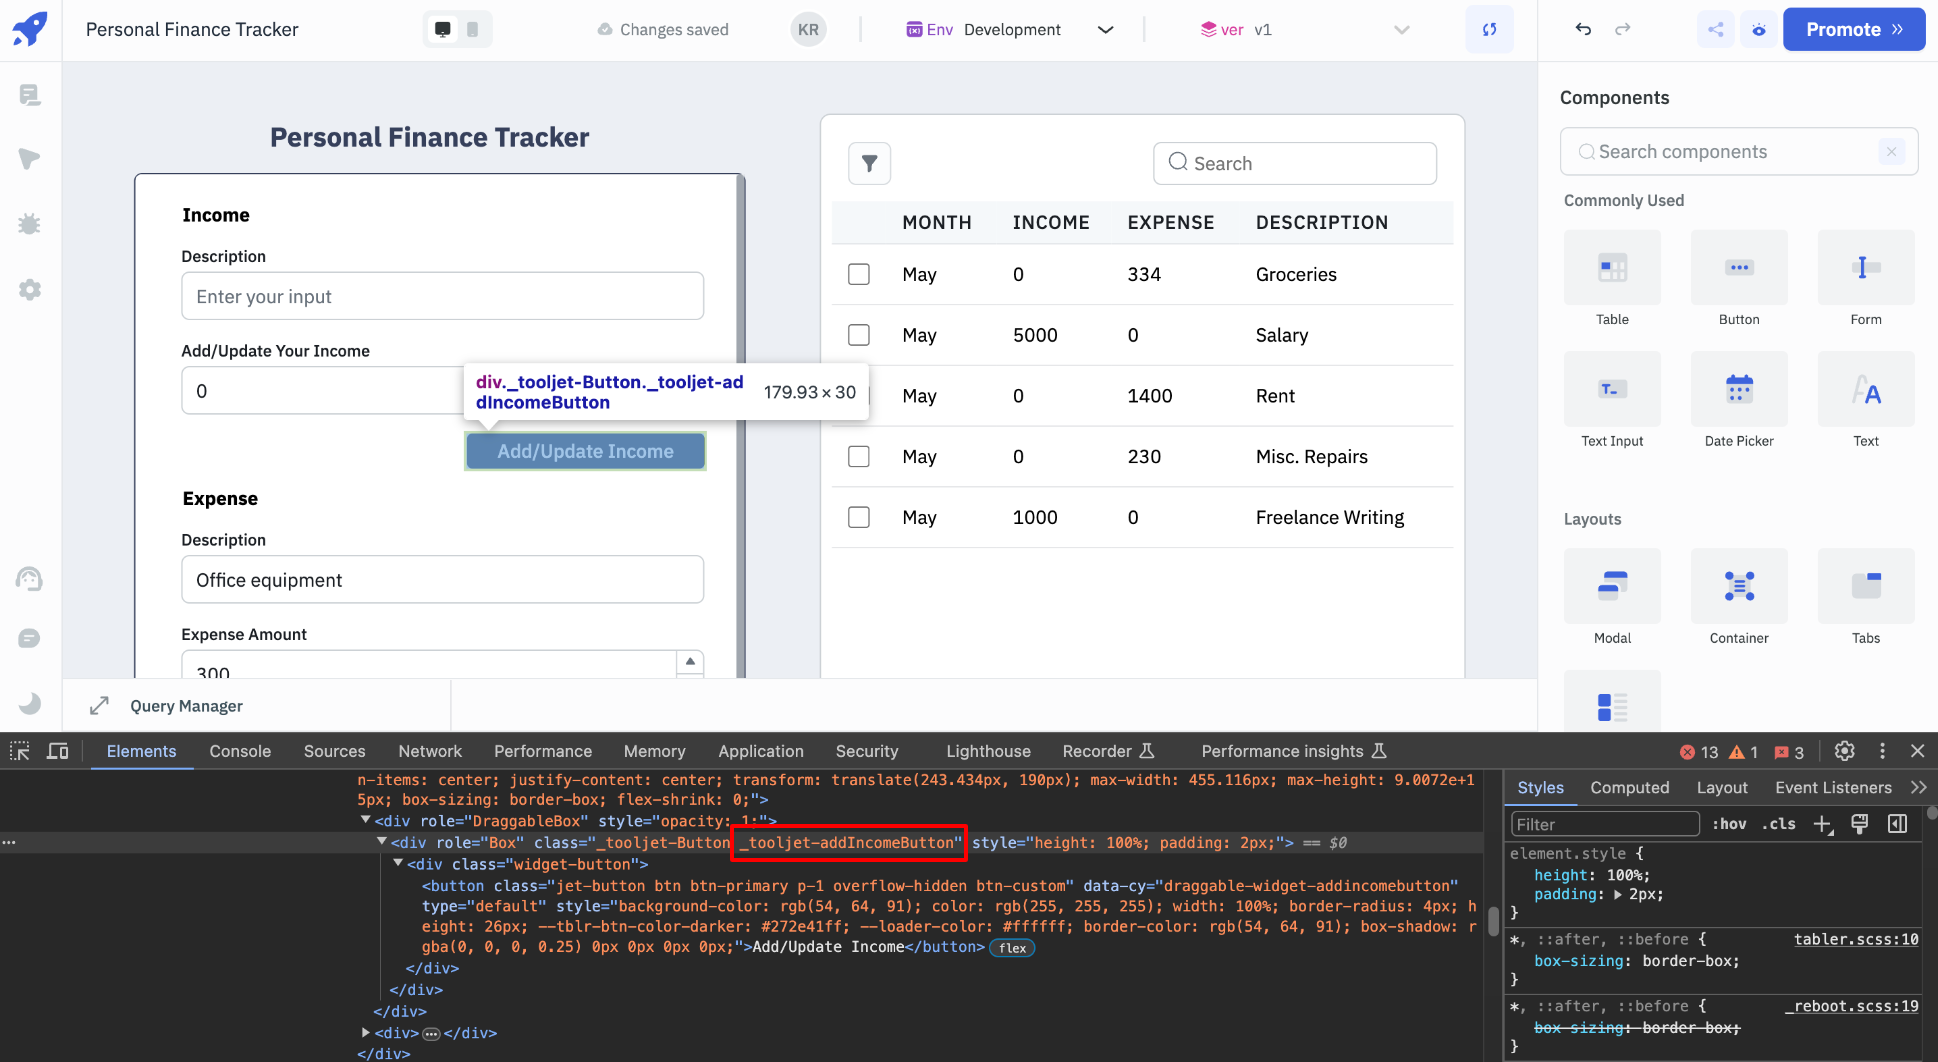 Personal Finance Tracker
Changes saved
KR
Env Development
ver v1
Promote »
Personal Finance Tracker
Income
Description
Enter your input
Add/Update Your Income
0
div._tooljet-Button._tooljet-ad
dIncomeButton
179.93 × 30
Add/Update Income
Expense
Description
Office equipment
Expense Amount
300
Search
MONTH INCOME EXPENSE DESCRIPTION
May 0 334 Groceries
May 5000 0 Salary
May 0 1400 Rent
May 0 230 Misc. Repairs
May 1000 0 Freelance Writing
Components
Search components
Commonly Used
Table Button Form
Text Input Date Picker Text
Layouts
Modal Container Tabs
Query Manager
Elements Console Sources Network Performance Memory Application Security Lighthouse Recorder Performance insights 13 1 3
n-items: center; justify-content: center; transform: translate(243.434px, 190px); max-width: 455.116px; max-height: 9.0072e+1
5px; box-sizing: border-box; flex-shrink: 0;">
<div role="DraggableBox" style="opacity: 1;">
<div role="Box" class="_tooljet-Button _tooljet-addIncomeButton" style="height: 100%; padding: 2px;"> == $0
<div class="widget-button">
<button class="jet-button btn btn-primary p-1 overflow-hidden btn-custom" data-cy="draggable-widget-addincomebutton"
type="default" style="background-color: rgb(54, 64, 91); color: rgb(255, 255, 255); width: 100%; border-radius: 4px; h
eight: 26px; --tblr-btn-color-darker: #272e41ff; --loader-color: #ffffff; border-color: rgb(54, 64, 91); box-shadow: r
gba(0, 0, 0, 0.25) 0px 0px 0px 0px;">Add/Update Income</button> flex
</div>
</div>
</div>
<div>…</div>
</div>
Styles Computed Layout Event Listeners »
Filter :hov .cls
element.style {
height: 100%;
padding: 2px;
}
*, ::after, ::before { tabler.scss:10
box-sizing: border-box;
}
*, ::after, ::before { _reboot.scss:19
box-sizing: border-box;
}